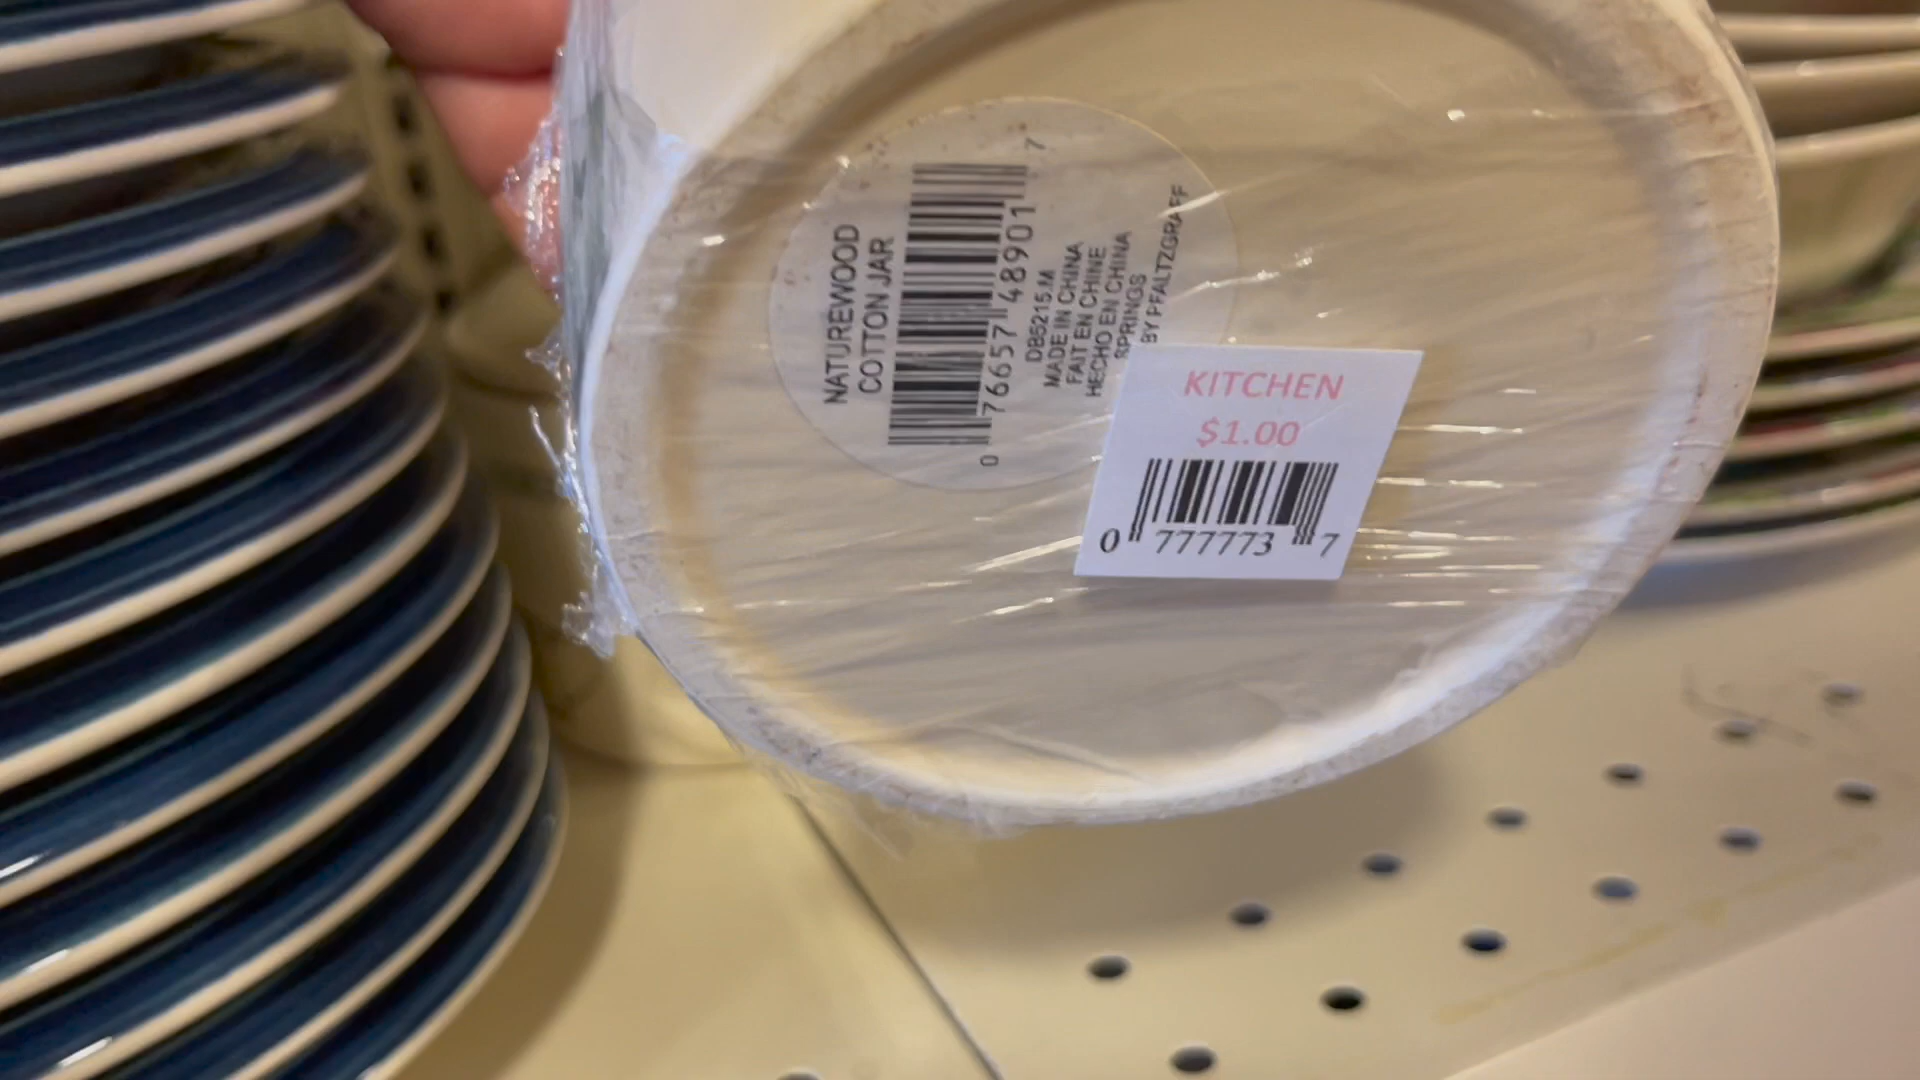 NATUREWOOD
COTTON JAR
0 76657 48901 7
DB5215.M
MADE IN CHINA
FAIT EN CHINE
HECHO EN CHINA
SPRINGS
BY PFALTZGRAFF
KITCHEN
$1.00
0 777773 7